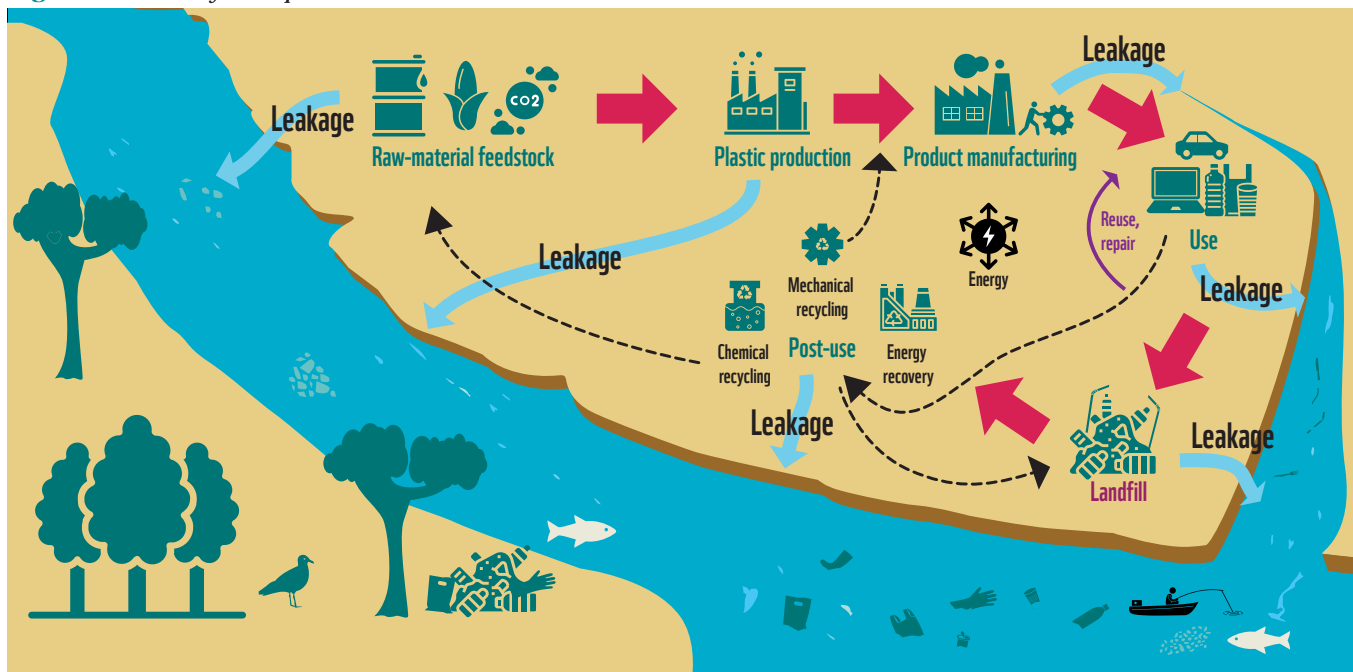 Leakage
Leakage
CO2
Raw-material feedstock
Plastic production
Product manufacturing
Reuse,
repair
Use
Leakage
Energy
Leakage
Mechanical
recycling
Chemical
recycling
Post-use
Energy
recovery
Leakage
Leakage
Landfill